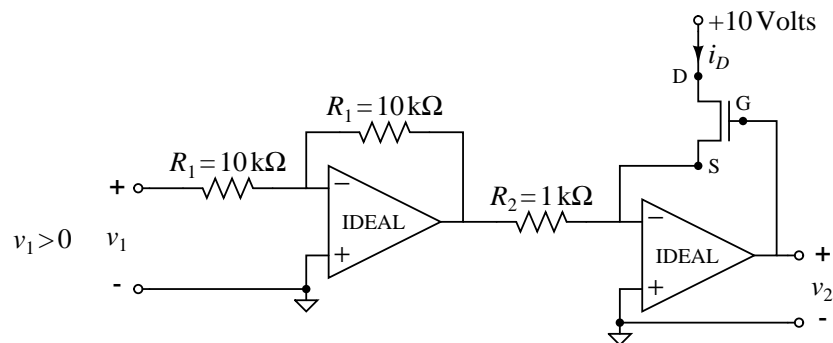 +10 Volts
i_D
D
G
S
R_1 = 10 kΩ
R_1 = 10 kΩ
R_2 = 1 kΩ
+
−
IDEAL
+
v_1 > 0
v_1
-
−
IDEAL
+
+
v_2
-